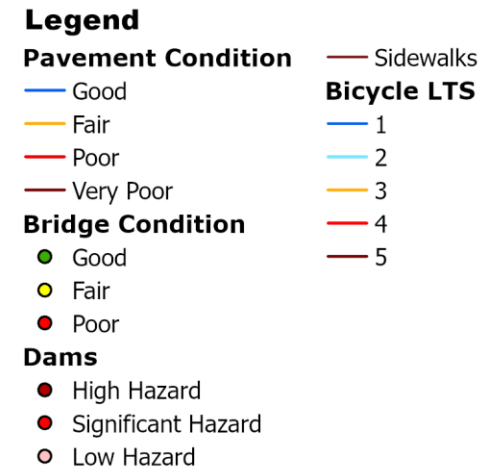 Legend
Pavement Condition
Good
Fair
Poor
Very Poor
Bridge Condition
Good
Fair
Poor
Dams
High Hazard
Significant Hazard
Low Hazard
Sidewalks
Bicycle LTS
1
2
3
4
5